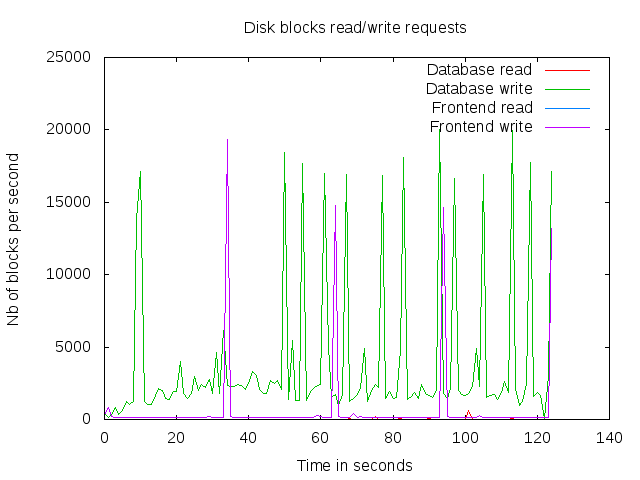 Disk blocks read/write requests
Nb of blocks per second
25000
20000
15000
10000
5000
0
Database read
Database write
Frontend read
Frontend write
0 20 40 60 80 100 120 140
Time in seconds